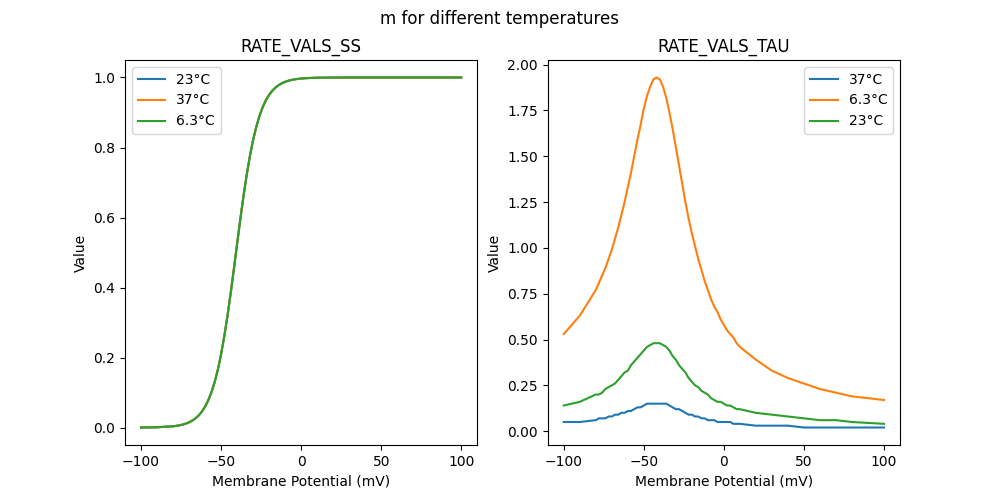 m for different temperatures
RATE_VALS_SS
23°C
37°C
6.3°C
1.0
0.8
0.6
0.4
0.2
0.0
Value
−100
−50
0
50
100
Membrane Potential (mV)
RATE_VALS_TAU
37°C
6.3°C
23°C
2.00
1.75
1.50
1.25
1.00
0.75
0.50
0.25
0.00
Value
−100
−50
0
50
100
Membrane Potential (mV)